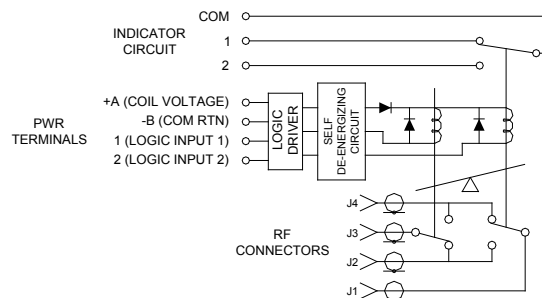 COM
INDICATOR
CIRCUIT
1
2
+A (COIL VOLTAGE)
-B (COM RTN)
1 (LOGIC INPUT 1)
2 (LOGIC INPUT 2)
PWR
TERMINALS
LOGIC
DRIVER
SELF
DE-ENERGIZING
CIRCUIT
J4
J3
J2
J1
RF
CONNECTORS